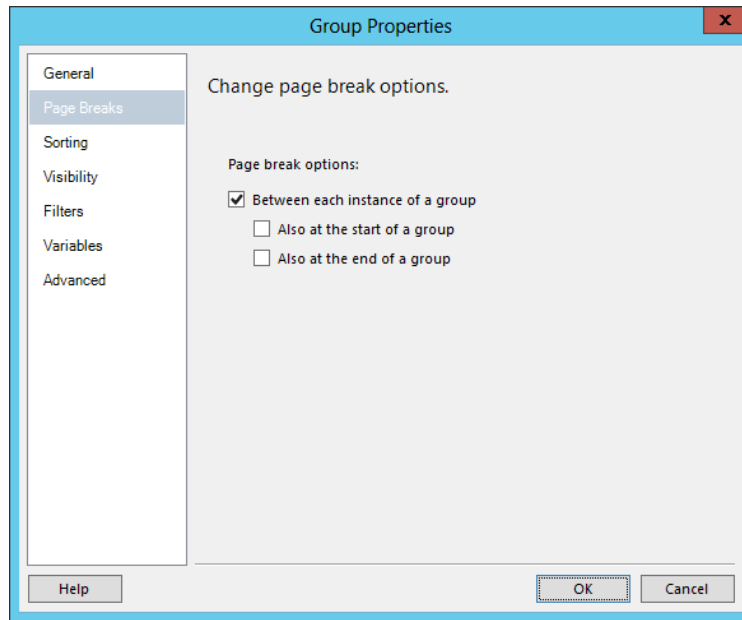 Group Properties
x
General
Page Breaks
Sorting
Visibility
Filters
Variables
Advanced
Change page break options.
Page break options:
Between each instance of a group
Also at the start of a group
Also at the end of a group
Help
OK
Cancel